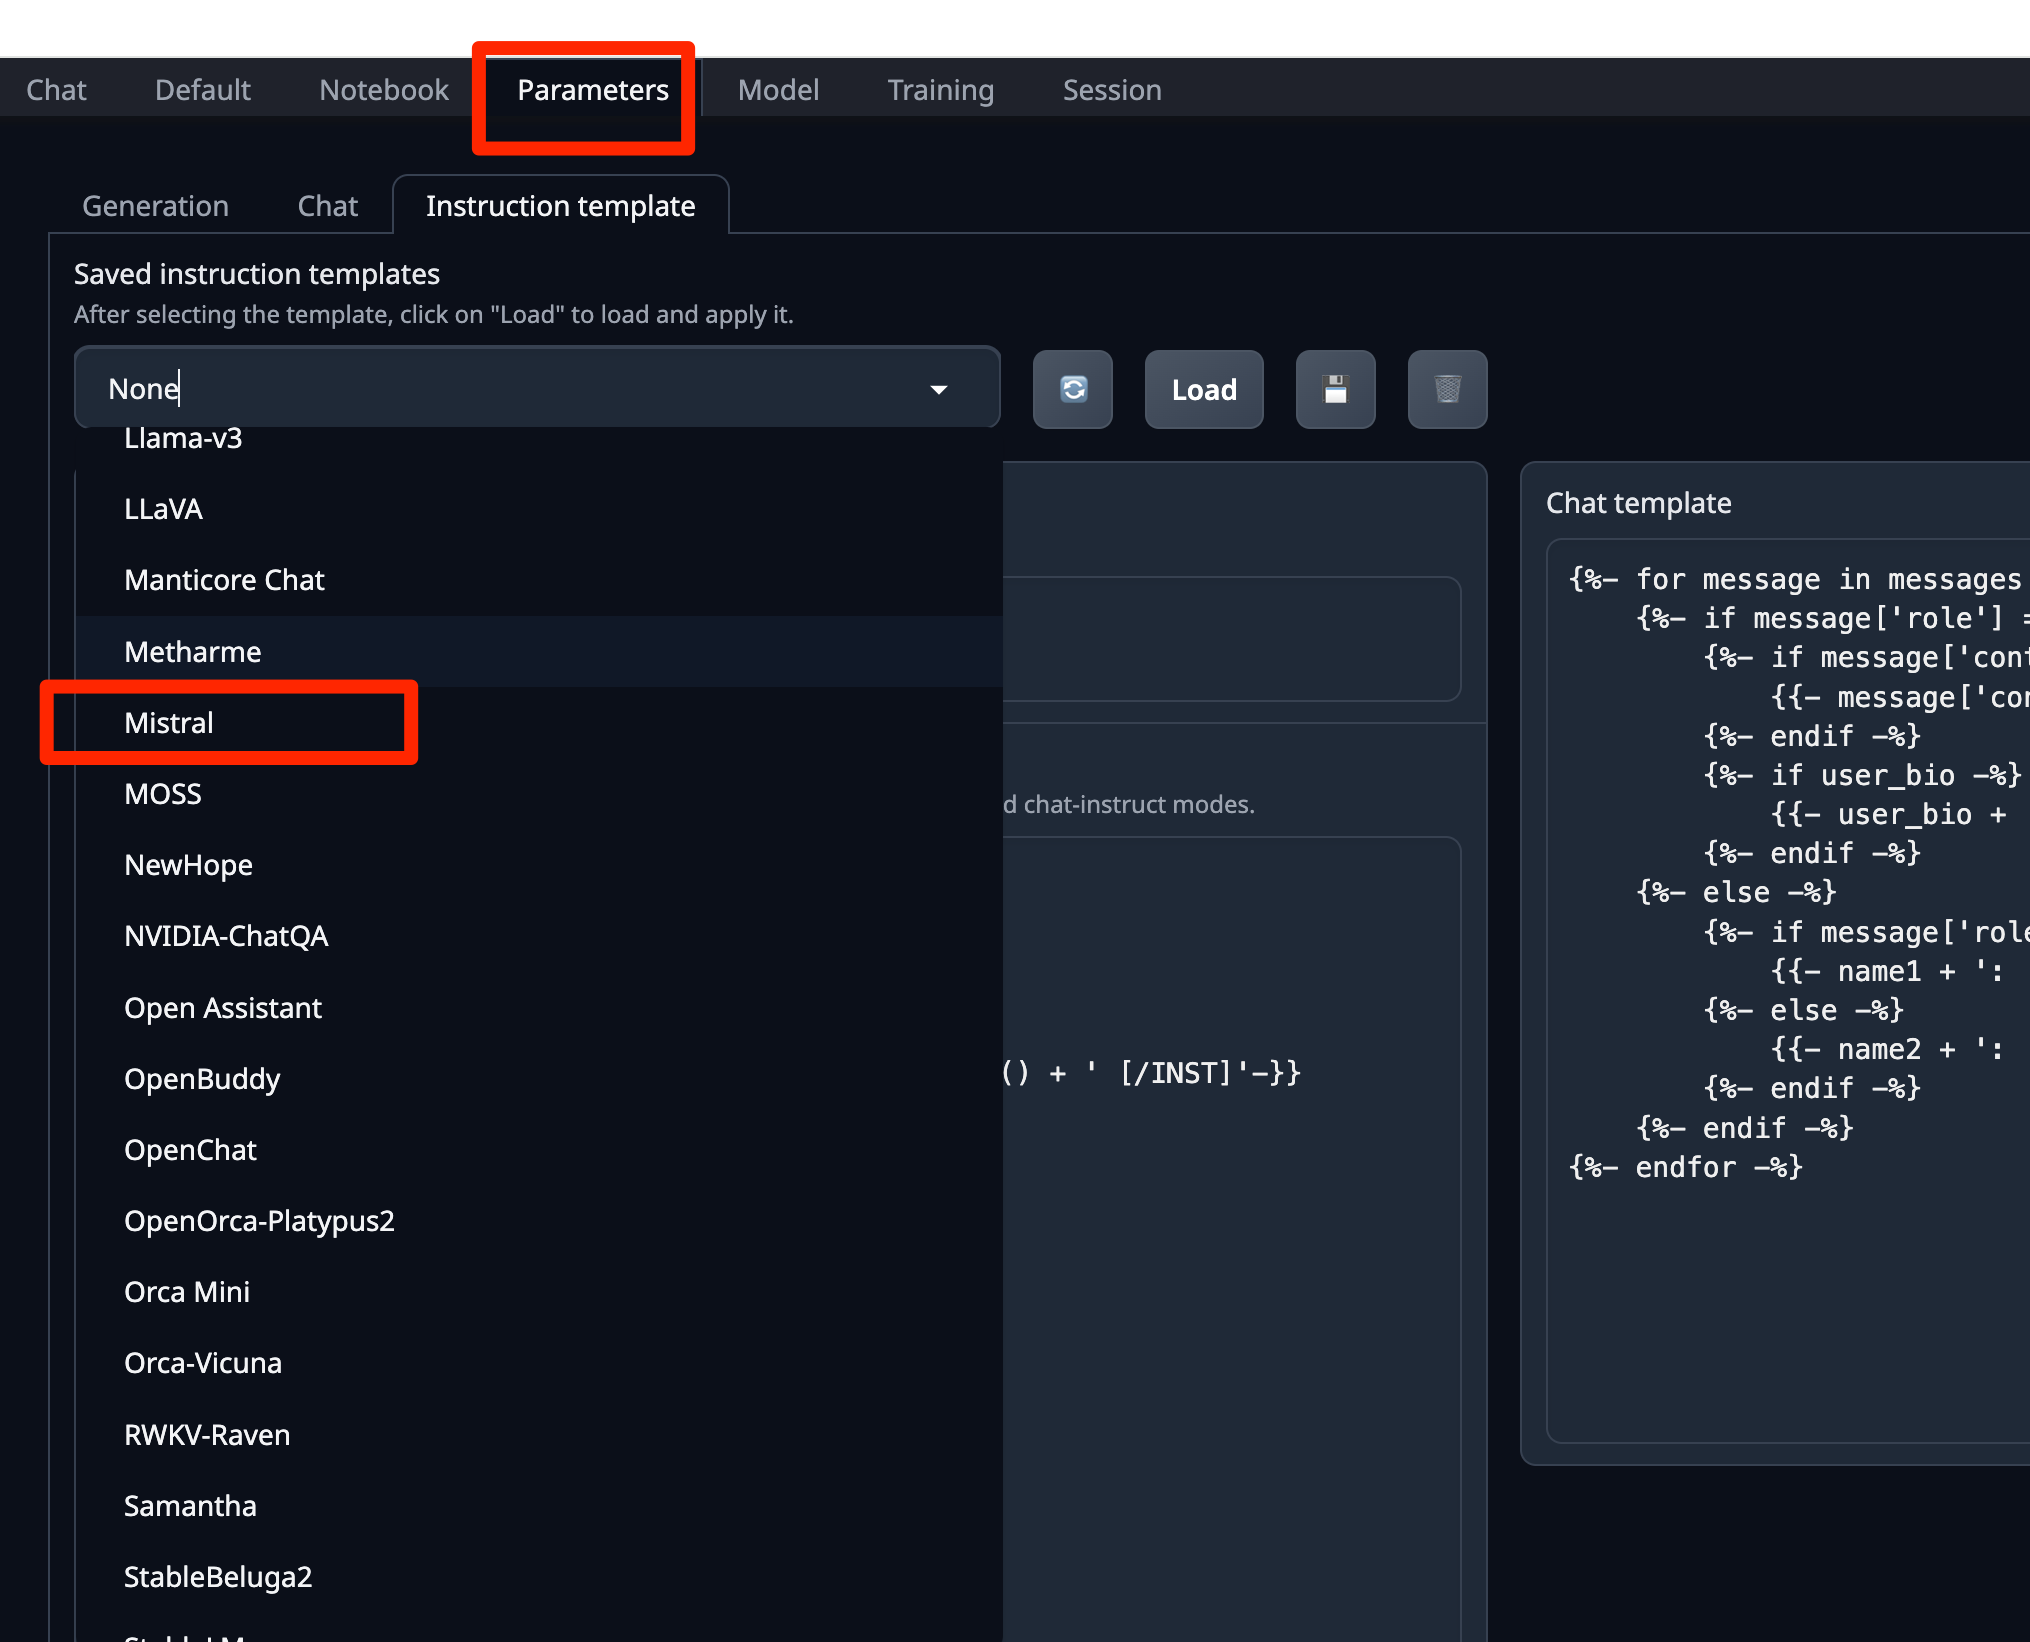 Chat Default Notebook Parameters Model Training Session
Generation Chat Instruction template
Saved instruction templates
After selecting the template, click on "Load" to load and apply it.
None
Load
Llama-v3
LLaVA
Manticore Chat
Metharme
Mistral
MOSS
NewHope
NVIDIA-ChatQA
Open Assistant
OpenBuddy
OpenChat
OpenOrca-Platypus2
Orca Mini
Orca-Vicuna
RWKV-Raven
Samantha
StableBeluga2
d chat-instruct modes.
() + ' [/INST]'-}}
Chat template
{%- for message in messages
{%- if message['role'] =
{%- if message['cont
{{- message['con
{%- endif -%}
{%- if user_bio -%}
{{- user_bio +
{%- endif -%}
{%- else -%}
{%- if message['role
{{- name1 + ':
{%- else -%}
{{- name2 + ':
{%- endif -%}
{%- endif -%}
{%- endfor -%}